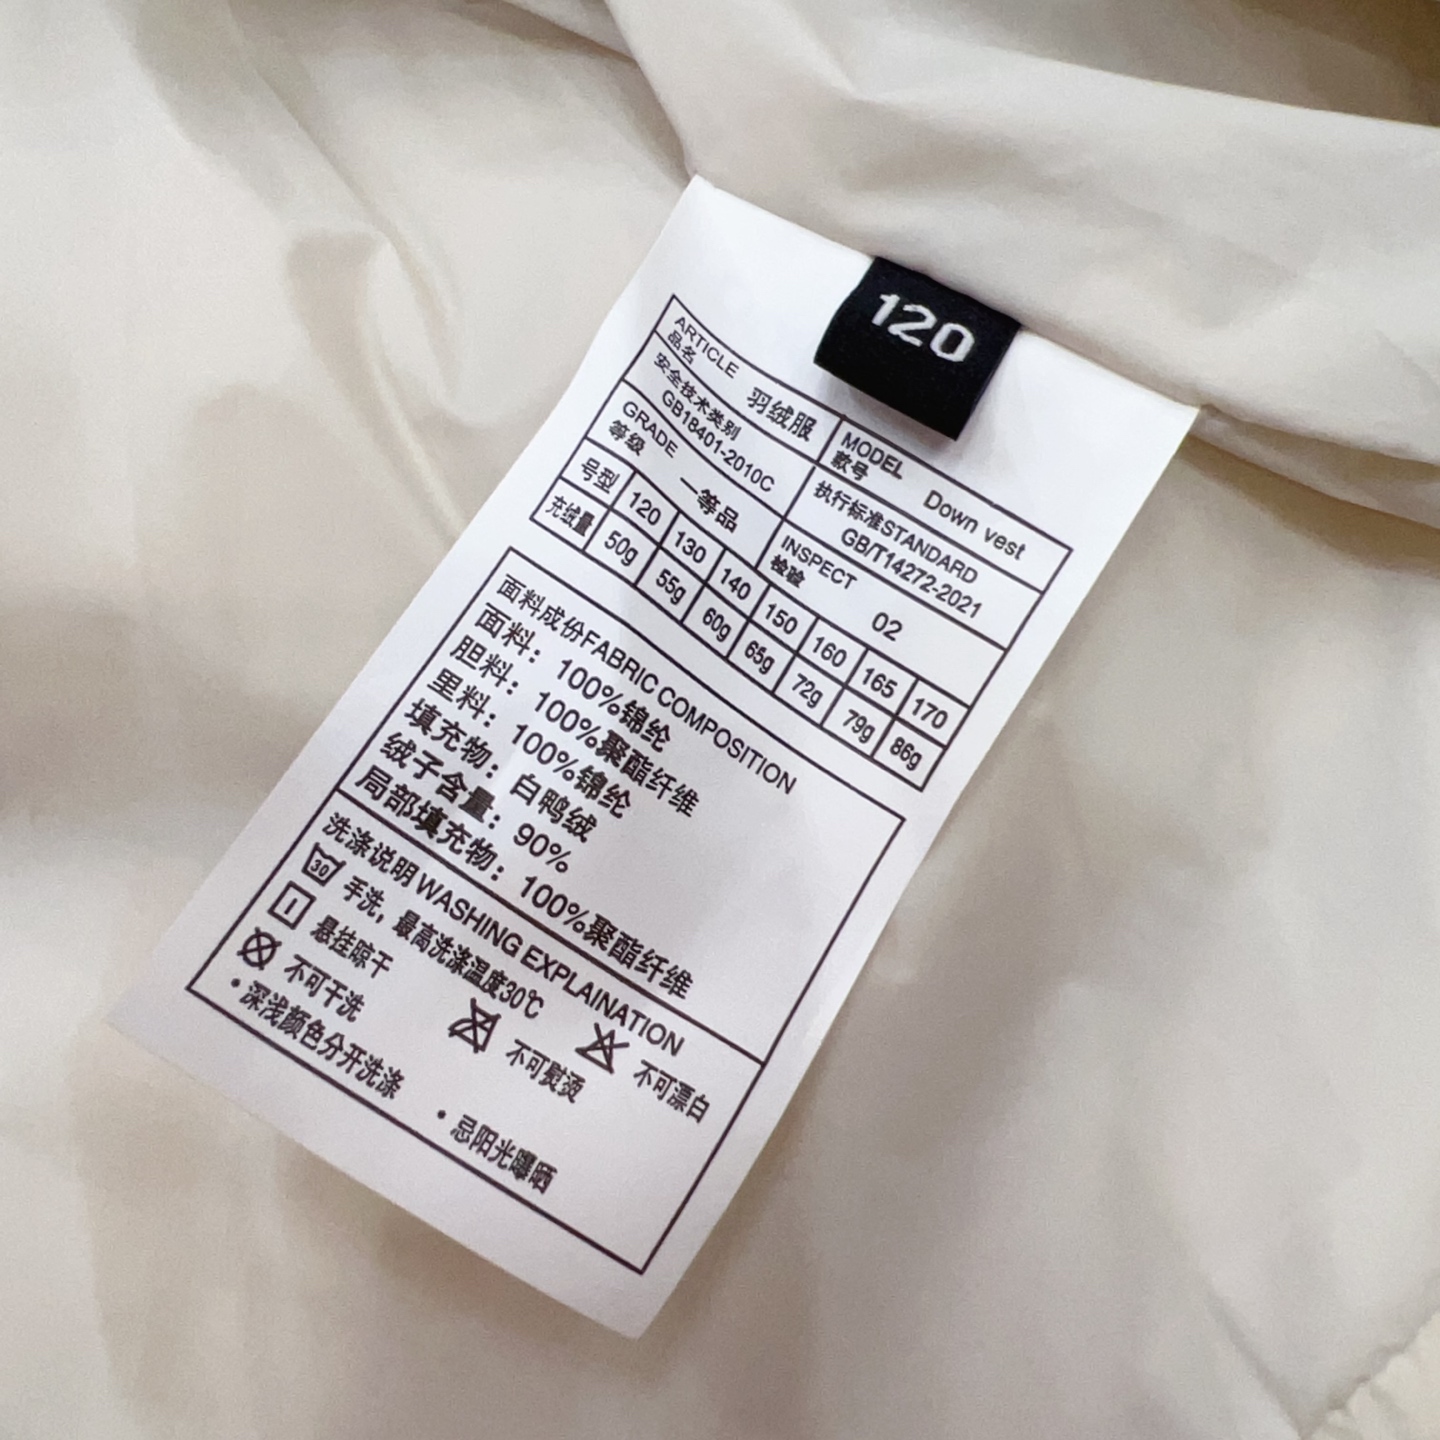 120
ARTICLE
品名 羽绒服
MODEL
款号 Down vest
安全技术类别
GB18401-2010C
执行标准STANDARD
GB/T14272-2021
GRADE
等级 一等品
INSPECT
检验 02
号型 120 130 140 150 160 165 170
充绒量 50g 55g 60g 65g 72g 79g 86g
面料成份FABRIC COMPOSITION
面料：100%锦纶
胆料：100%聚酯纤维
里料：100%锦纶
填充物：白鸭绒
绒子含量：90%
局部填充物：100%聚酯纤维
洗涤说明WASHING EXPLAINATION
30 手洗，最高洗涤温度30℃
悬挂晾干
不可干洗 不可熨烫 不可漂白
·深浅颜色分开洗涤 ·忌阳光曝晒